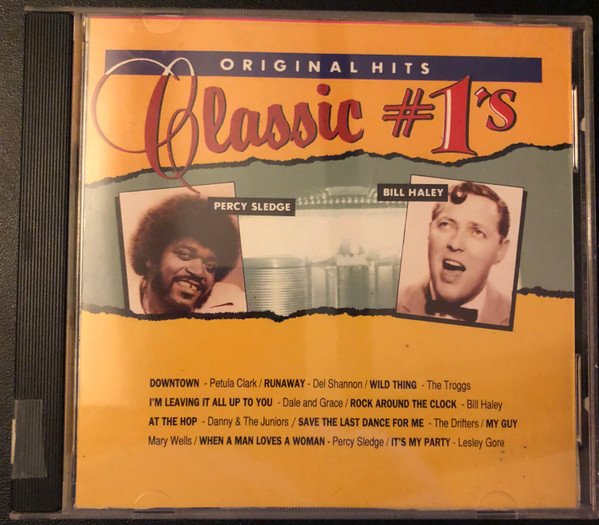 ORIGINAL HITS
Classic #1's
PERCY SLEDGE
BILL HALEY
DOWNTOWN - Petula Clark / RUNAWAY - Del Shannon / WILD THING - The Troggs
I'M LEAVING IT ALL UP TO YOU - Dale and Grace / ROCK AROUND THE CLOCK - Bill Haley
AT THE HOP - Danny & The Juniors / SAVE THE LAST DANCE FOR ME - The Drifters / MY GUY
Mary Wells / WHEN A MAN LOVES A WOMAN - Percy Sledge / IT'S MY PARTY - Lesley Gore